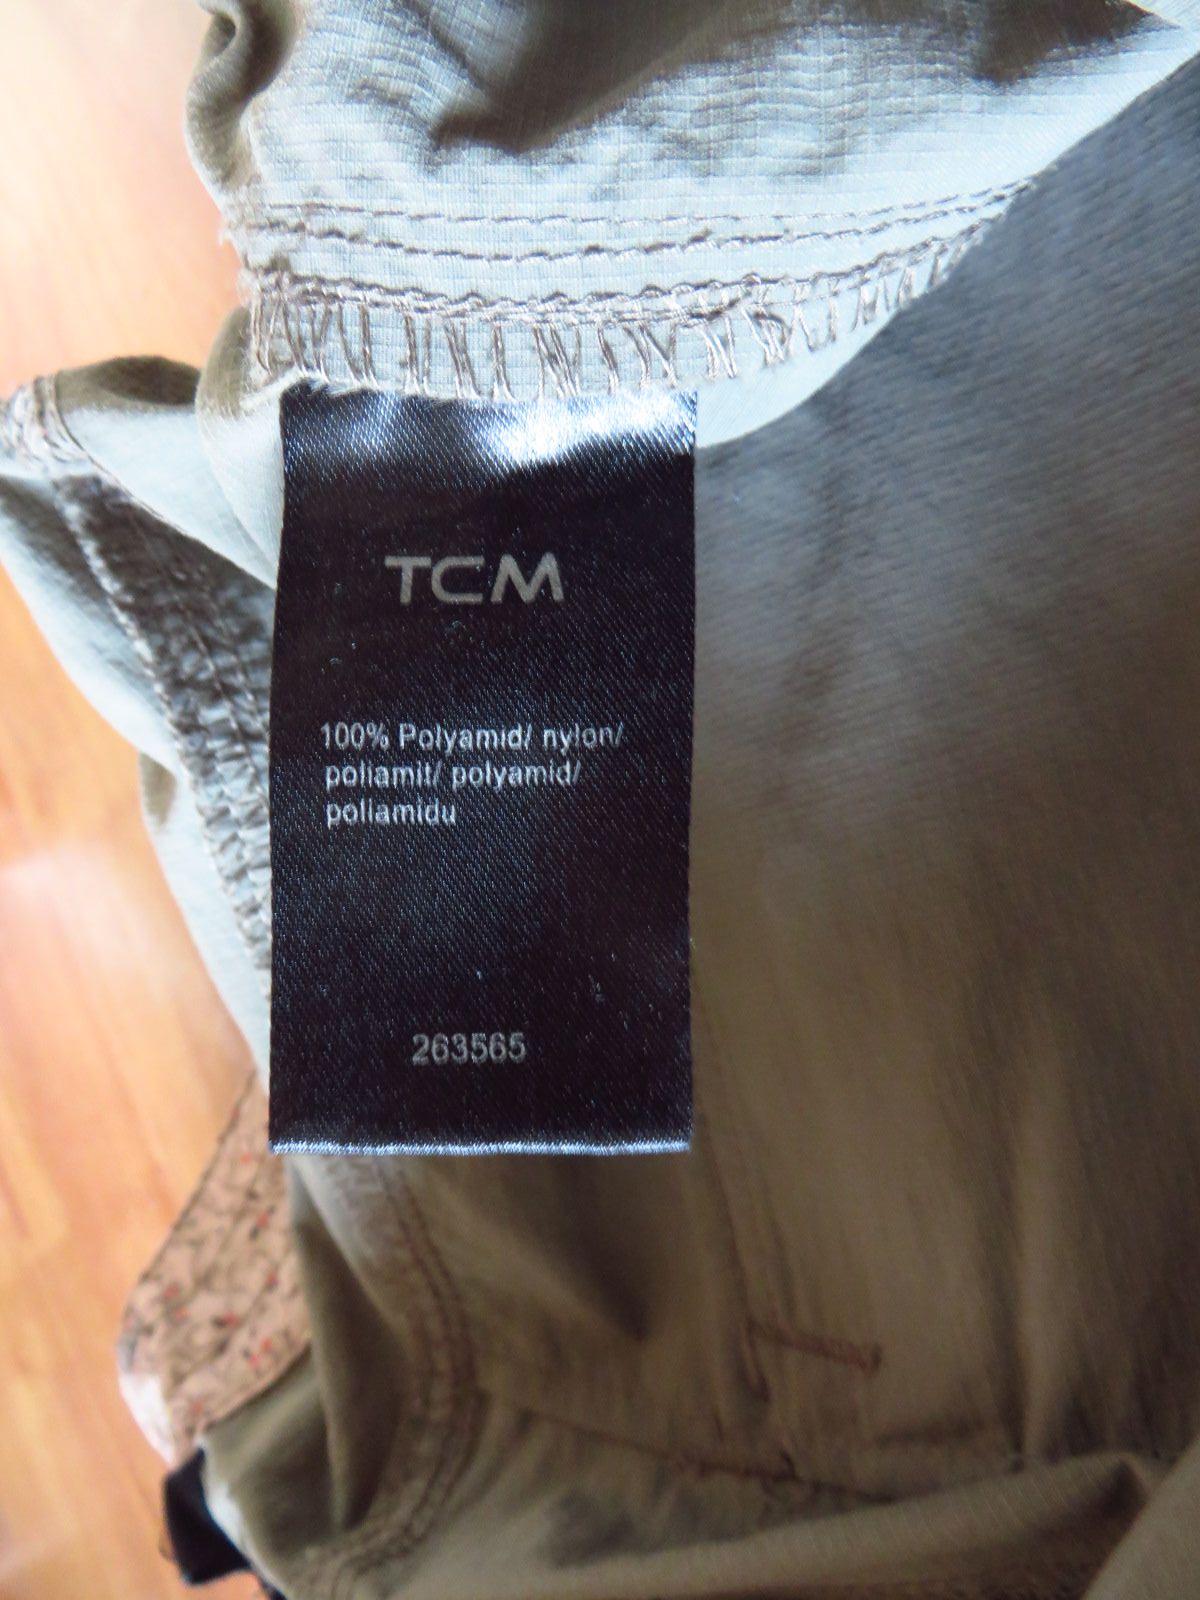 TCM
100% Polyamid/ nylon/
poliamit/ polyamid/
poliamidu
263565